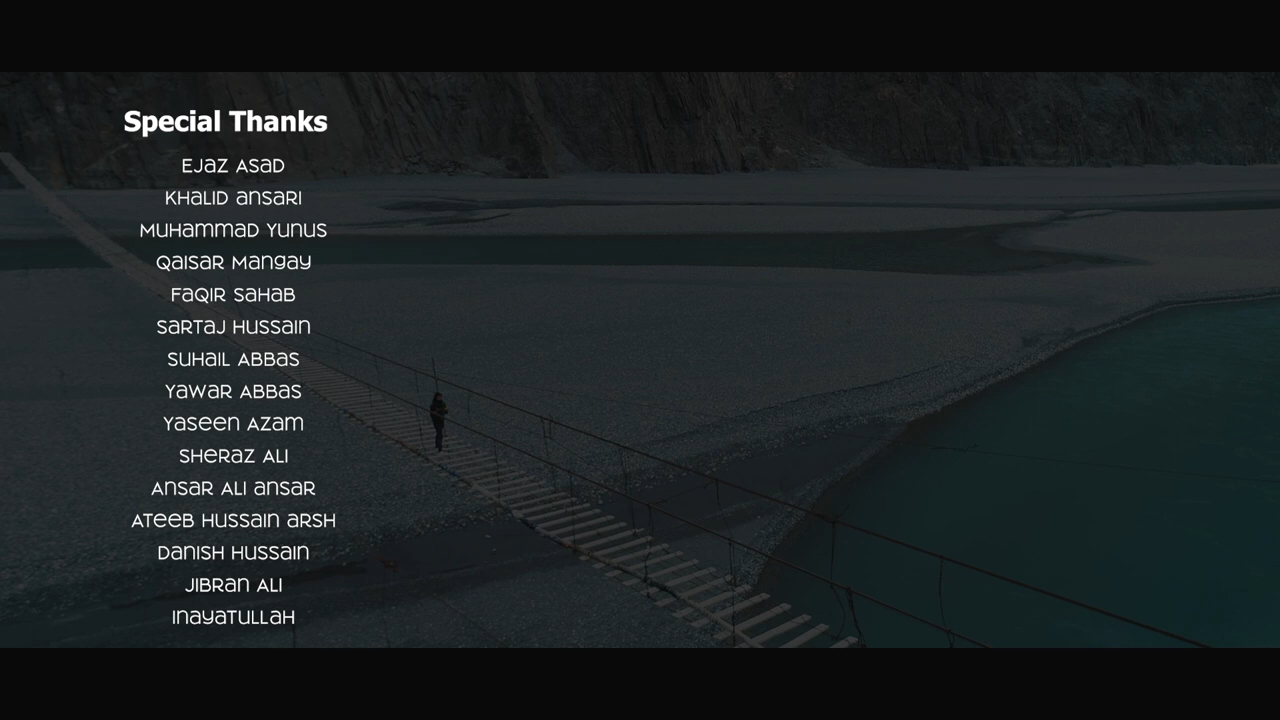 Special Thanks
Ejaz Asad
Khalid Ansari
Muhammad Yunus
Qaisar Mangay
Faqir Sahab
Sartaj Hussain
Suhail Abbas
Yawar Abbas
Yaseen Azam
Sheraz Ali
Ansar Ali Ansar
Ateeb Hussain Arsh
Danish Hussain
Jibran Ali
Inayatullah